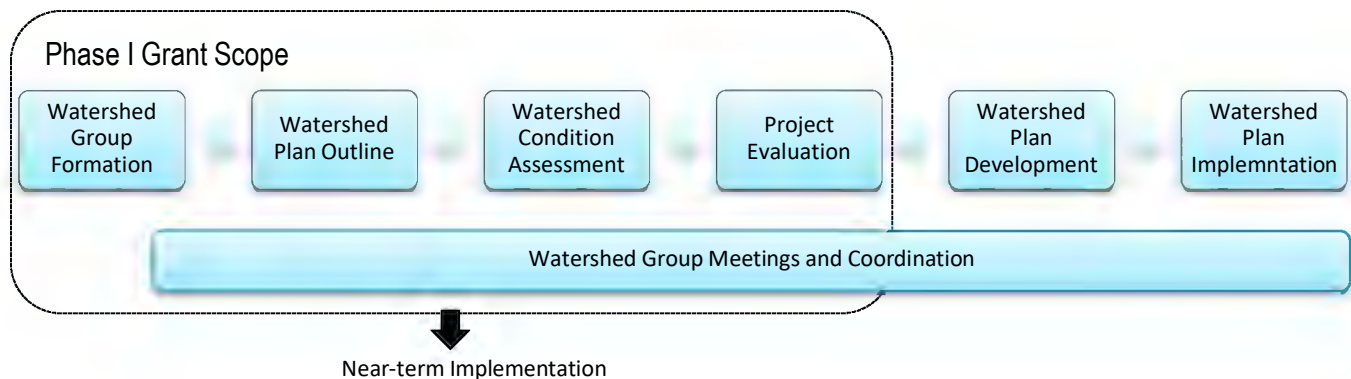 Phase I Grant Scope
Watershed
Group
Formation
Watershed
Plan Outline
Watershed
Condition
Assessment
Project
Evaluation
Watershed
Plan
Development
Watershed
Plan
Implemntation
Watershed Group Meetings and Coordination
Near-term Implementation